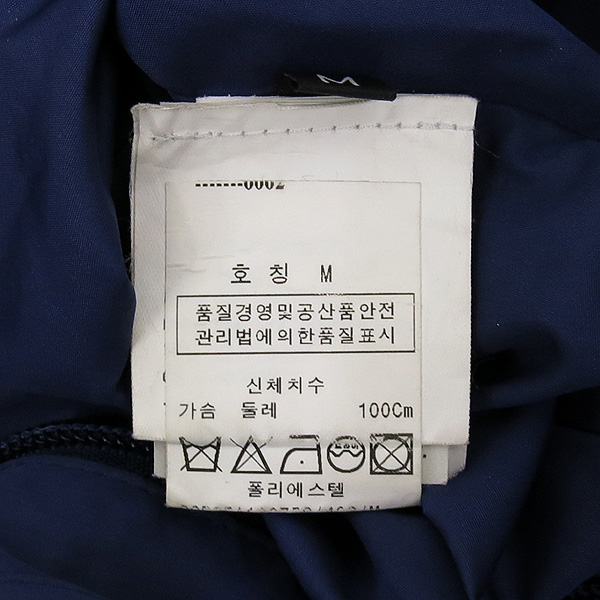 M
-------0002
호 칭 M
품질경영및공산품안전
관리법에의한품질표시
신체치수
가슴 둘레 100Cm
폴리에스텔